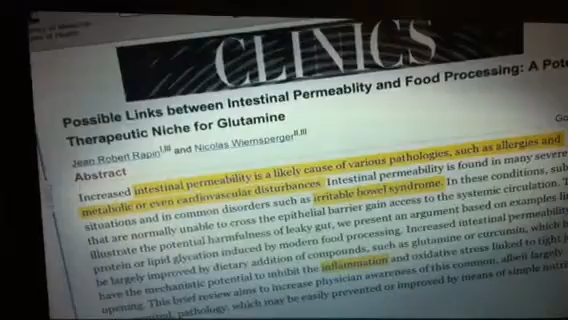 of Health
CLINICS
Possible Links between Intestinal Permeablity and Food Processing: A Pote
Therapeutic Niche for Glutamine
Jean Robert Rapin and Nicolas Wiernsperger
Abstract
Increased intestinal permeability is a likely cause of various pathologies, such as allergies and
metabolic or even cardiovascular disturbances. Intestinal permeability is found in many severe
situations and in common disorders such as irritable bowel syndrome. In these conditions, sub
that are normally unable to cross the epithelial barrier gain access to the systemic circulation. T
illustrate the potential harmfulness of leaky gut, we present an argument based on examples li
protein or lipid glycation induced by modern food processing. Increased intestinal permeability
be largely improved by dietary addition of compounds, such as glutamine or curcumin, which
have the mechanistic potential to inhibit the inflammation and oxidative stress linked to tight j
opening. This brief review aims to increase physician awareness of this common, albeit largely
pathology, which may be easily prevented or improved by means of simple nutri